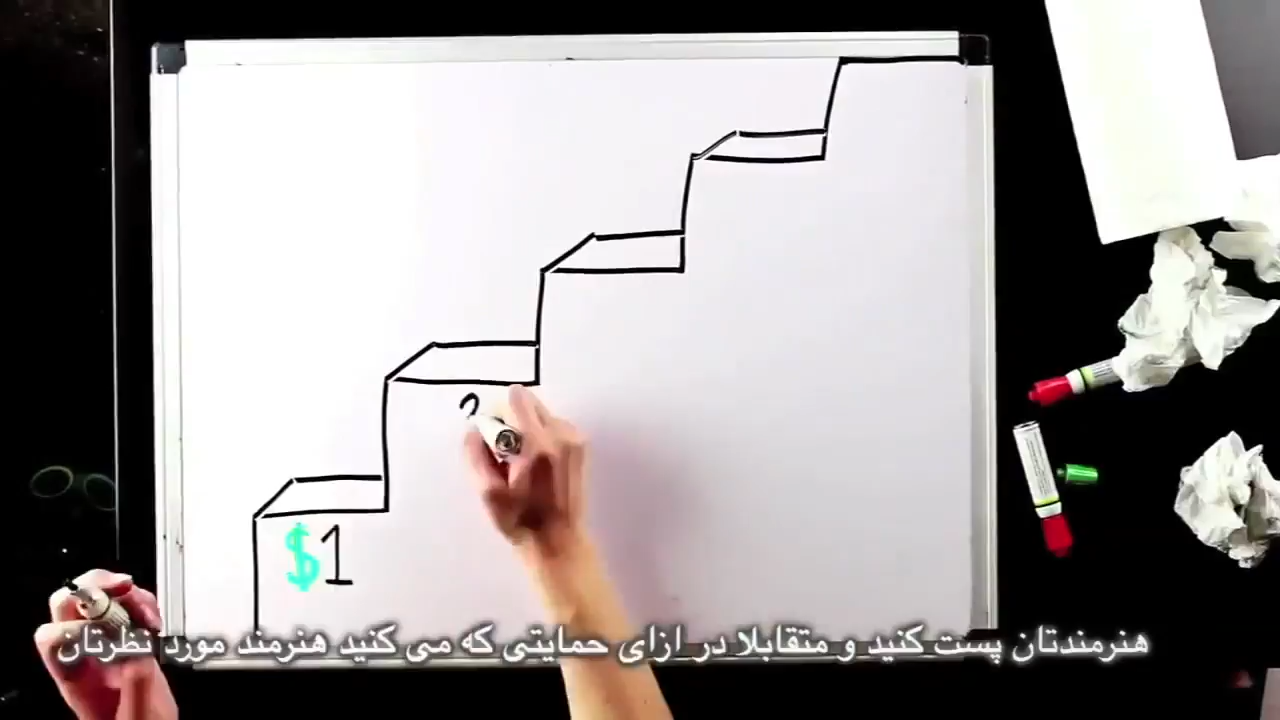 $1
هنرمندتان پست کنید و متقابلا در ازای حمایتی که می کنید هنرمند مورد نظرتان